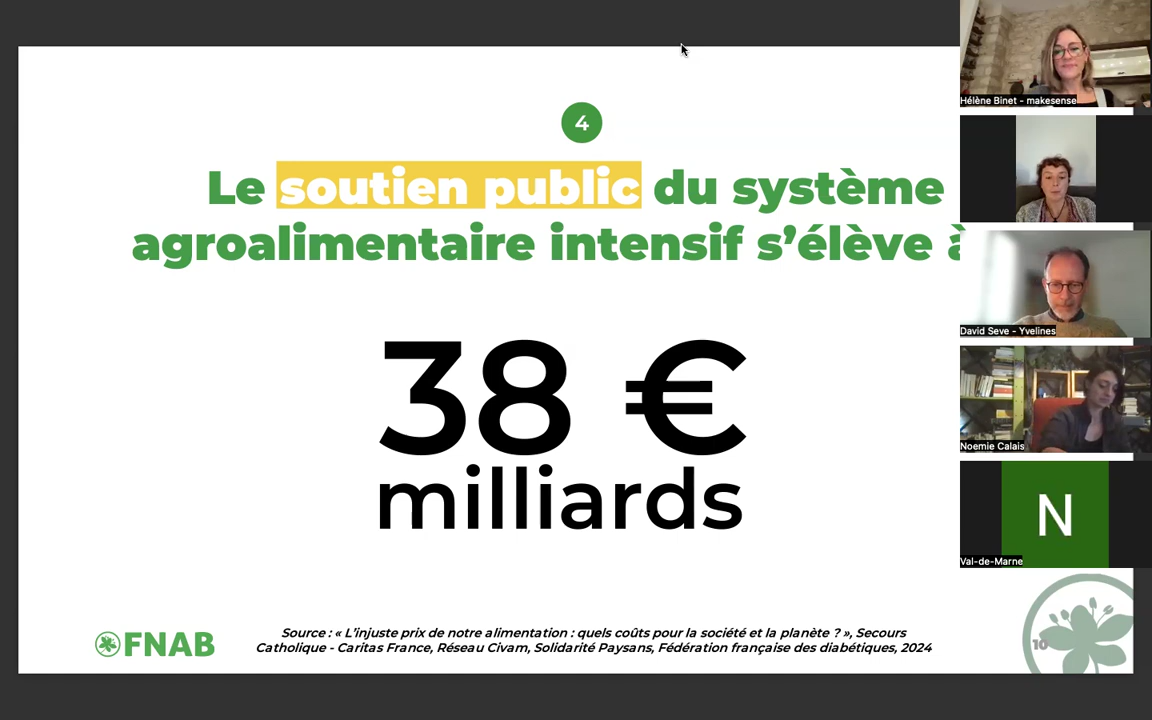 4
Le soutien public du système
agroalimentaire intensif s’élève à
38 €
milliards
FNAB
Source : « L’injuste prix de notre alimentation : quels coûts pour la société et la planète ? », Secours
Catholique - Caritas France, Réseau Civam, Solidarité Paysans, Fédération française des diabétiques, 2024
10
Hélène Binet - makesense
David Seve - Yvelines
Noemie Calais
N
Val-de-Marne